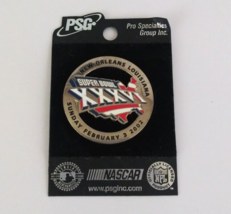 PSG
Pro Specialties
Group Inc.
NEW ORLEANS LOUISIANA
SUPER BOWL
XXXVI
SUNDAY FEBRUARY 3 2002
NASCAR
NFL
www.psginc.com